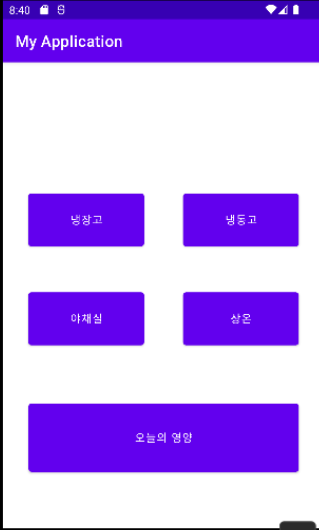 8:40
My Application
냉장고
냉동고
야채실
상온
오늘의 영양